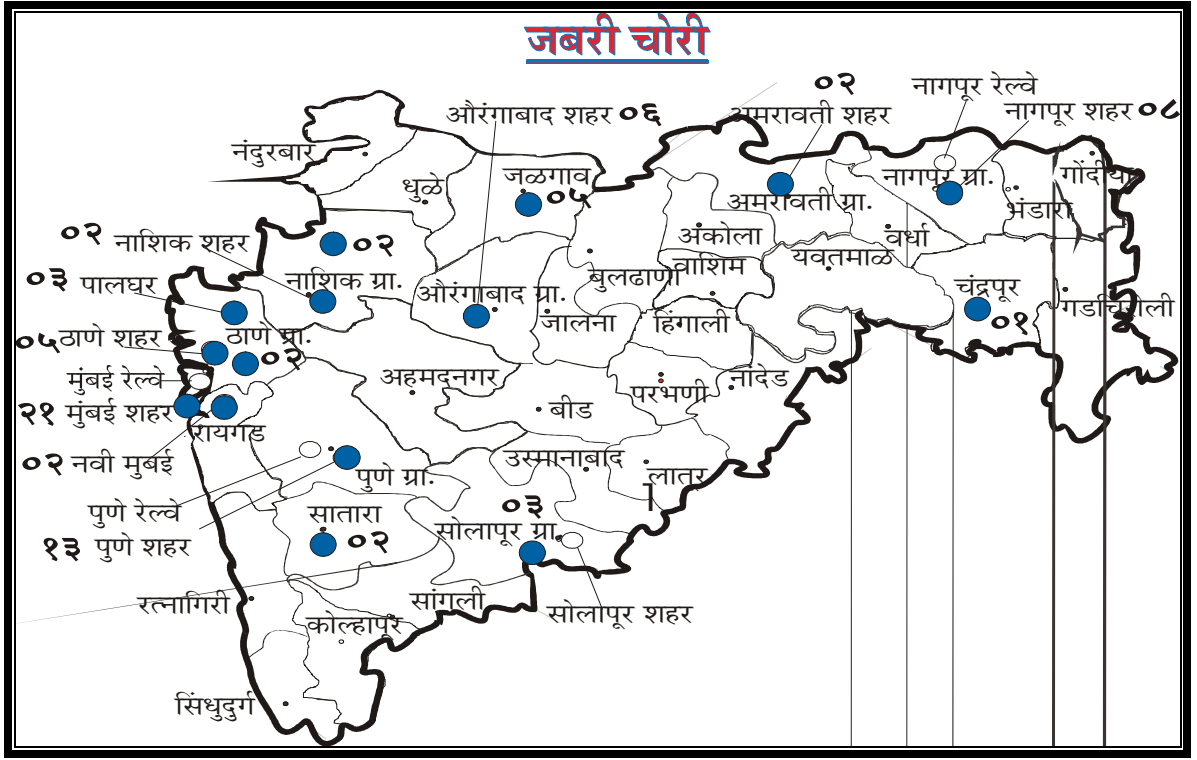 जबरी चोरी
०२
नागपूर रेल्वे
औरंगाबाद शहर ०६
अमरावती शहर
नागपूर शहर ०८
नंदुरबार
धुळे
जळगाव
०५
अमरावती ग्रा.
नागपूर ग्रा.
गोंदीया
भंडारा
०२ नाशिक शहर
०२
अंकोला
वर्धा
यवतमाळ
०३ पालघर
नाशिक ग्रा.
औरंगाबाद ग्रा.
बुलढाणा
वाशिम
चंद्रपूर
०१
गडचिरोली
०५ ठाणे शहर
ठाणे ग्रा.
०२
जालना
हिंगाली
मुंबई रेल्वे
अहमदनगर
परभणी
नांदेड
२१ मुंबई शहर
रायगड
बीड
०२ नवी मुबई
पुणे ग्रा.
उस्मानाबाद
लातूर
पुणे रेल्वे
सातारा
०२
०३
सोलापूर ग्रा.
१३ पुणे शहर
रत्नागिरी
सांगली
कोल्हापूर
सोलापूर शहर
सिंधुदुर्ग